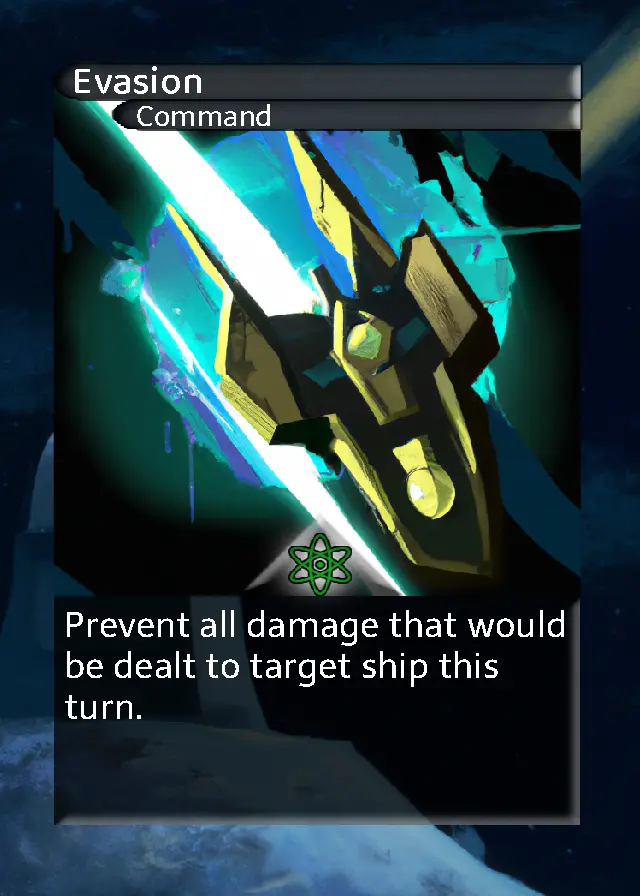 Evasion
Command
Prevent all damage that would
be dealt to target ship this
turn.